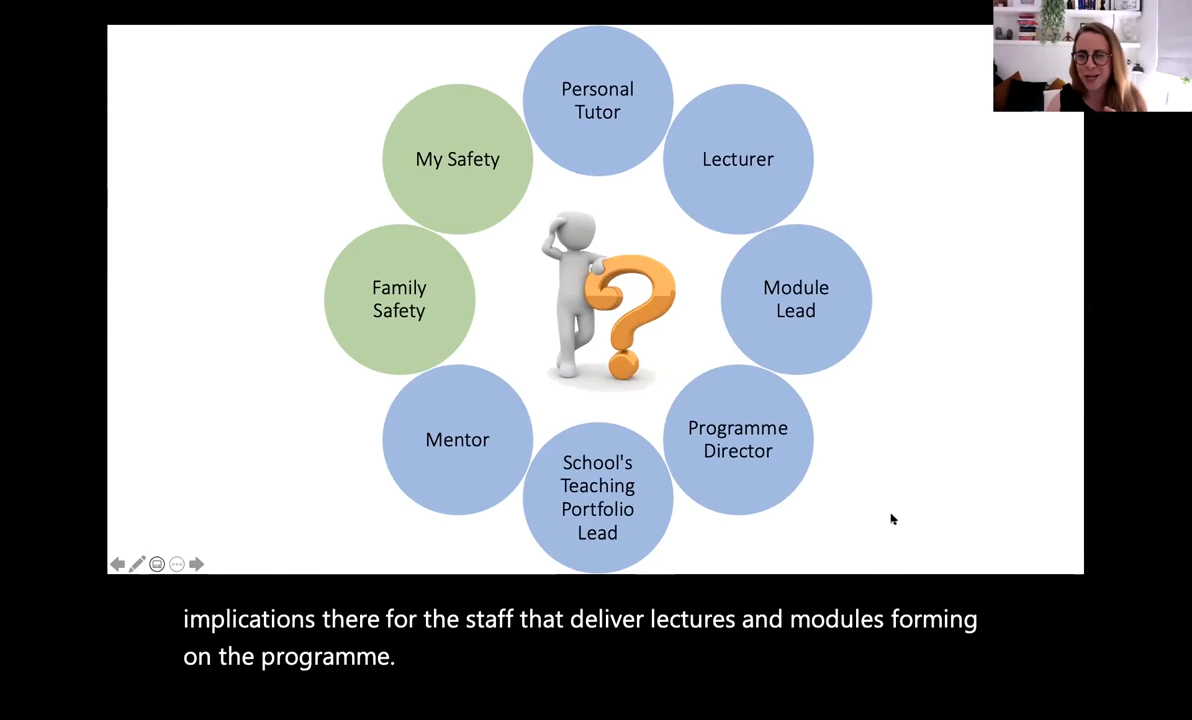 Personal
Tutor
My Safety
Lecturer
Family
Safety
Module
Lead
Mentor
Programme
Director
School's
Teaching
Portfolio
Lead
implications there for the staff that deliver lectures and modules forming
on the programme.